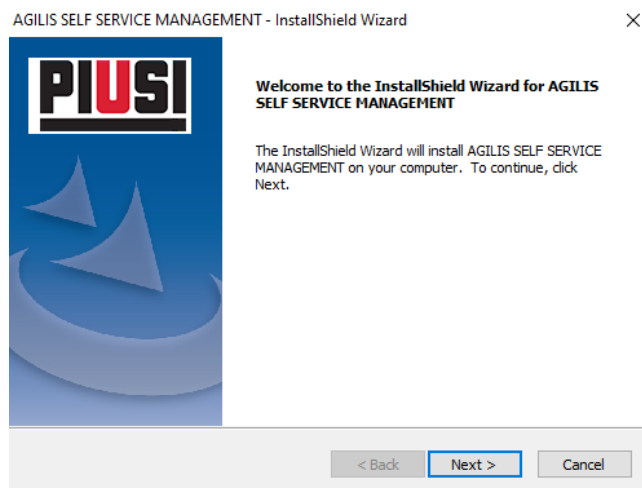 AGILIS SELF SERVICE MANAGEMENT - InstallShield Wizard
PIUSI
Welcome to the InstallShield Wizard for AGILIS
SELF SERVICE MANAGEMENT
The InstallShield Wizard will install AGILIS SELF SERVICE
MANAGEMENT on your computer. To continue, click
Next.
< Back Next > Cancel